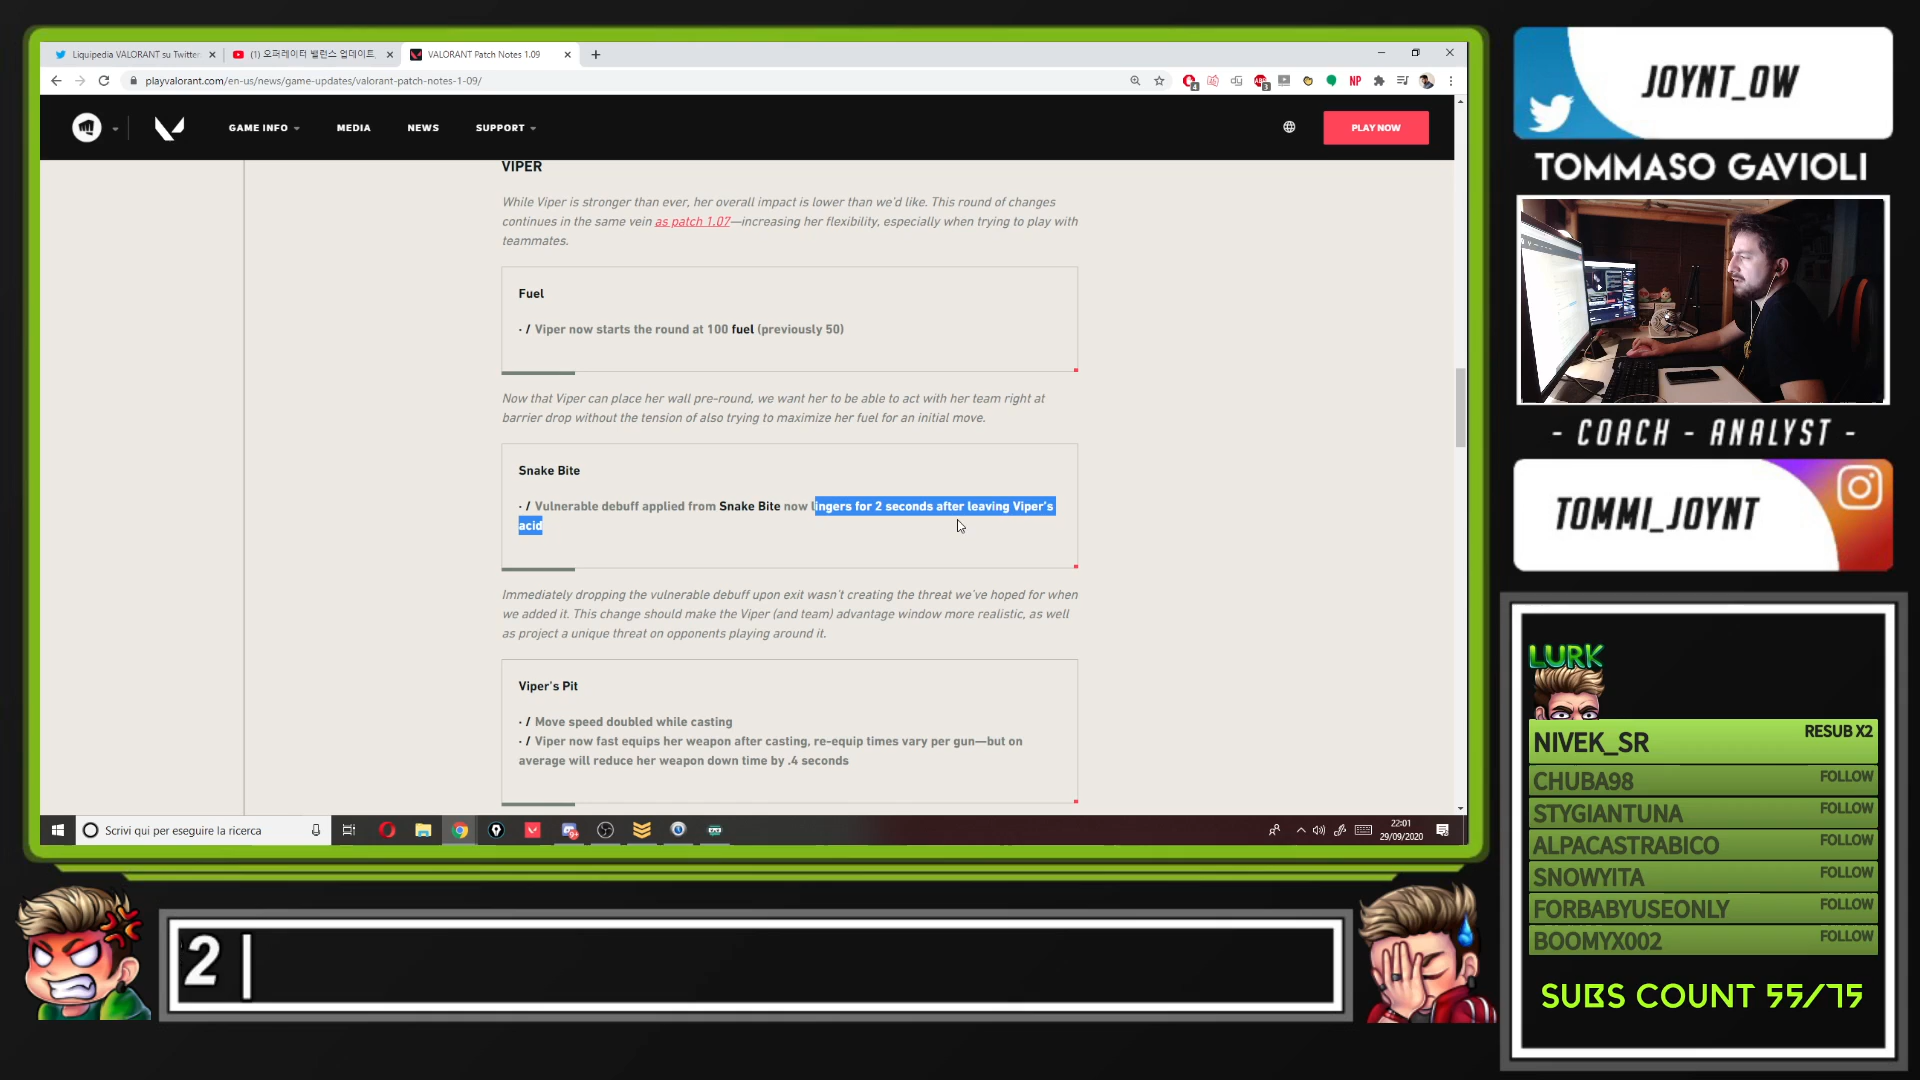 Liquipedia VALORANT su Twitter
(1) 오퍼레이터 밸런스 업데이트
VALORANT Patch Notes 1.09
playvalorant.com/en-us/news/game-updates/valorant-patch-notes-1-09/
GAME INFO
MEDIA
NEWS
SUPPORT
PLAY NOW
VIPER
While Viper is stronger than ever, her overall impact is lower than we'd like. This round of changes
continues in the same vein as patch 1.07—increasing her flexibility, especially when trying to play with
teammates.
Fuel
· / Viper now starts the round at 100 fuel (previously 50)
Now that Viper can place her wall pre-round, we want her to be able to act with her team right at
barrier drop without the tension of also trying to maximize her fuel for an initial move.
Snake Bite
· / Vulnerable debuff applied from Snake Bite now lingers for 2 seconds after leaving Viper's
acid
Immediately dropping the vulnerable debuff upon exit wasn't creating the threat we've hoped for when
we added it. This change should make the Viper (and team) advantage window more realistic, as well
as project a unique threat on opponents playing around it.
Viper's Pit
· / Move speed doubled while casting
· / Viper now fast equips her weapon after casting, re-equip times vary per gun—but on
average will reduce her weapon down time by .4 seconds
Scrivi qui per eseguire la ricerca
22:01
29/09/2020
JOYNT_OW
TOMMASO GAVIOLI
- COACH - ANALYST -
TOMMI_JOYNT
LURK
NIVEK_SR RESUB X2
CHUBA98 FOLLOW
STYGIANTUNA FOLLOW
ALPACASTRABICO FOLLOW
SNOWYITA FOLLOW
FORBABYUSEONLY FOLLOW
BOOMYX002 FOLLOW
SUBS COUNT 55/75
2 |